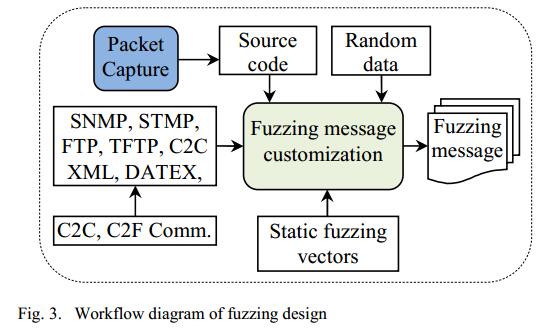 Packet
Capture
Source
code
Random
data
SNMP, STMP,
FTP, TFTP, C2C
XML, DATEX,
Fuzzing message
customization
Fuzzing
message
C2C, C2F Comm.
Static fuzzing
vectors
Fig. 3. Workflow diagram of fuzzing design